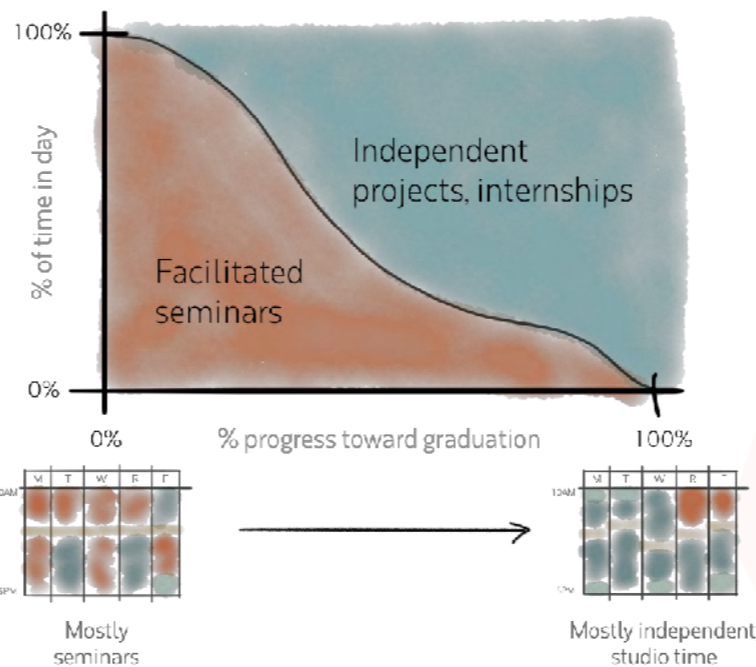 100%
% of time in day
Independent
projects, internships
Facilitated
seminars
0%
0%
% progress toward graduation
100%
M T W R F
M T W R
Mostly
seminars
Mostly independent
studio time